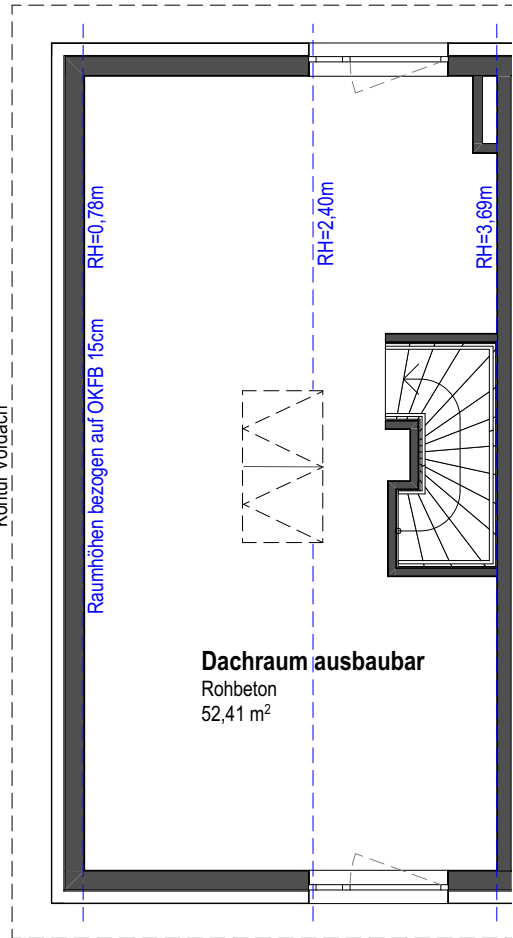 RH=0,78m
RH=2,40m
RH=3,69m
Raumhöhen bezogen auf OKFB 15cm
Kontur Vordach
Dachraum ausbaubar
Rohbeton
52,41 m²